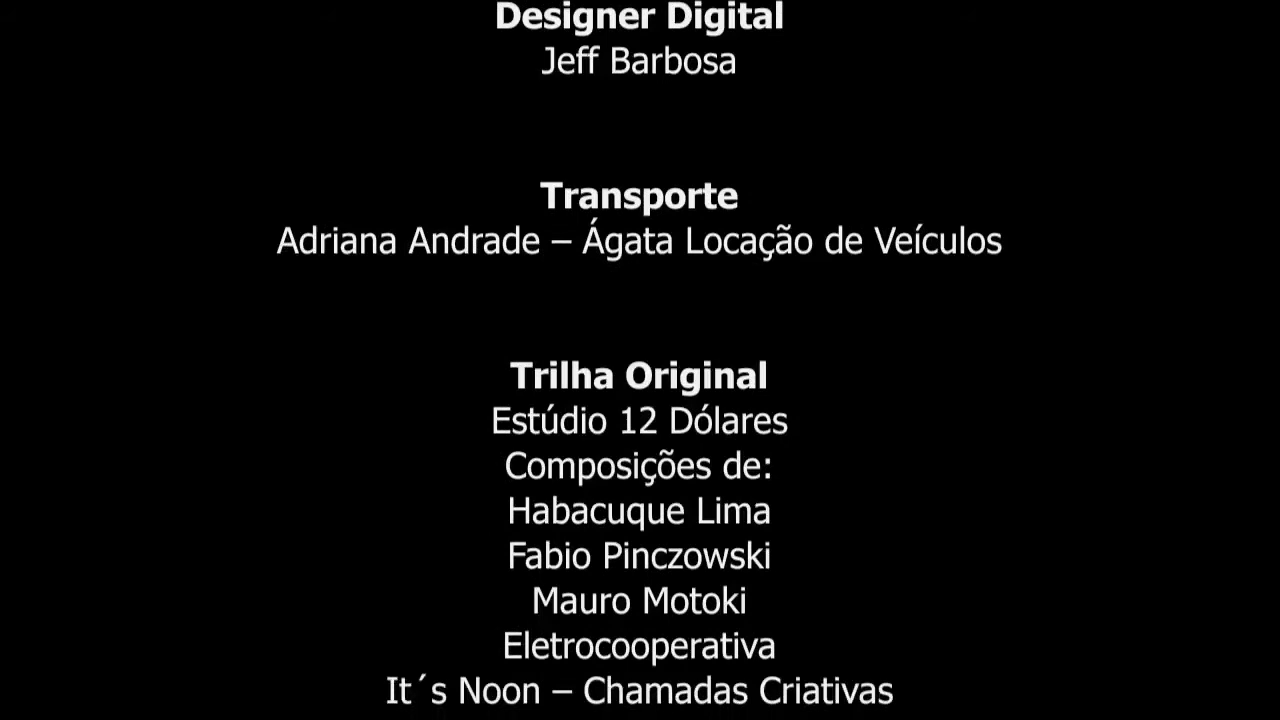 Designer Digital
Jeff Barbosa
Transporte
Adriana Andrade – Ágata Locação de Veículos
Trilha Original
Estúdio 12 Dólares
Composições de:
Habacuque Lima
Fabio Pinczowski
Mauro Motoki
Eletrocooperativa
It´s Noon – Chamadas Criativas